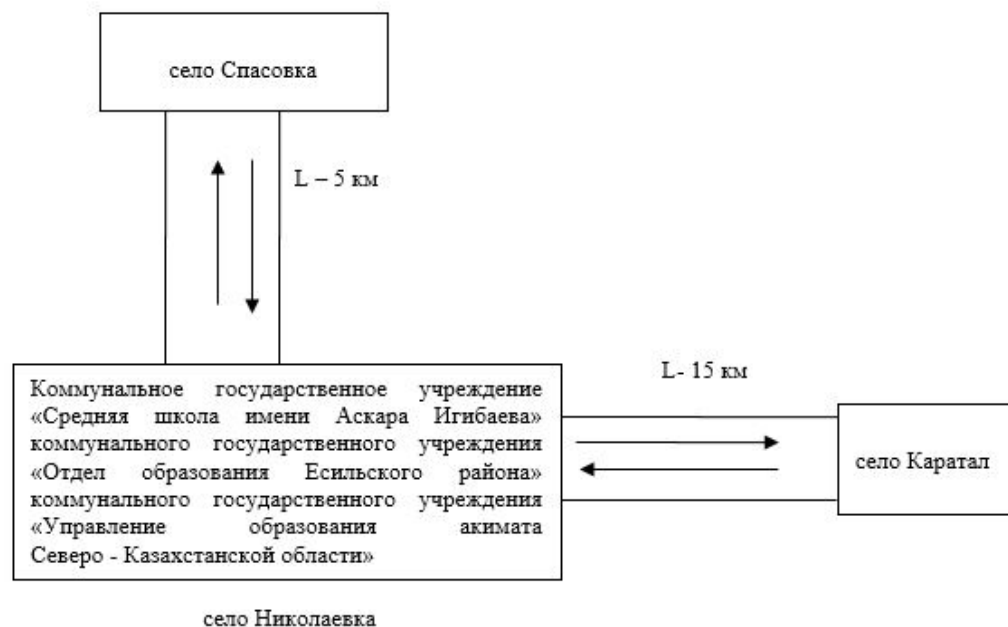 село Спасовка
L – 5 км
Коммунальное государственное учреждение
«Средняя школа имени Аскара Игибаева»
коммунального государственного учреждения
«Отдел образования Есильского района»
коммунального государственного учреждения
«Управление образования акимата
Северо - Казахстанской области»
L- 15 км
село Каратал
село Николаевка